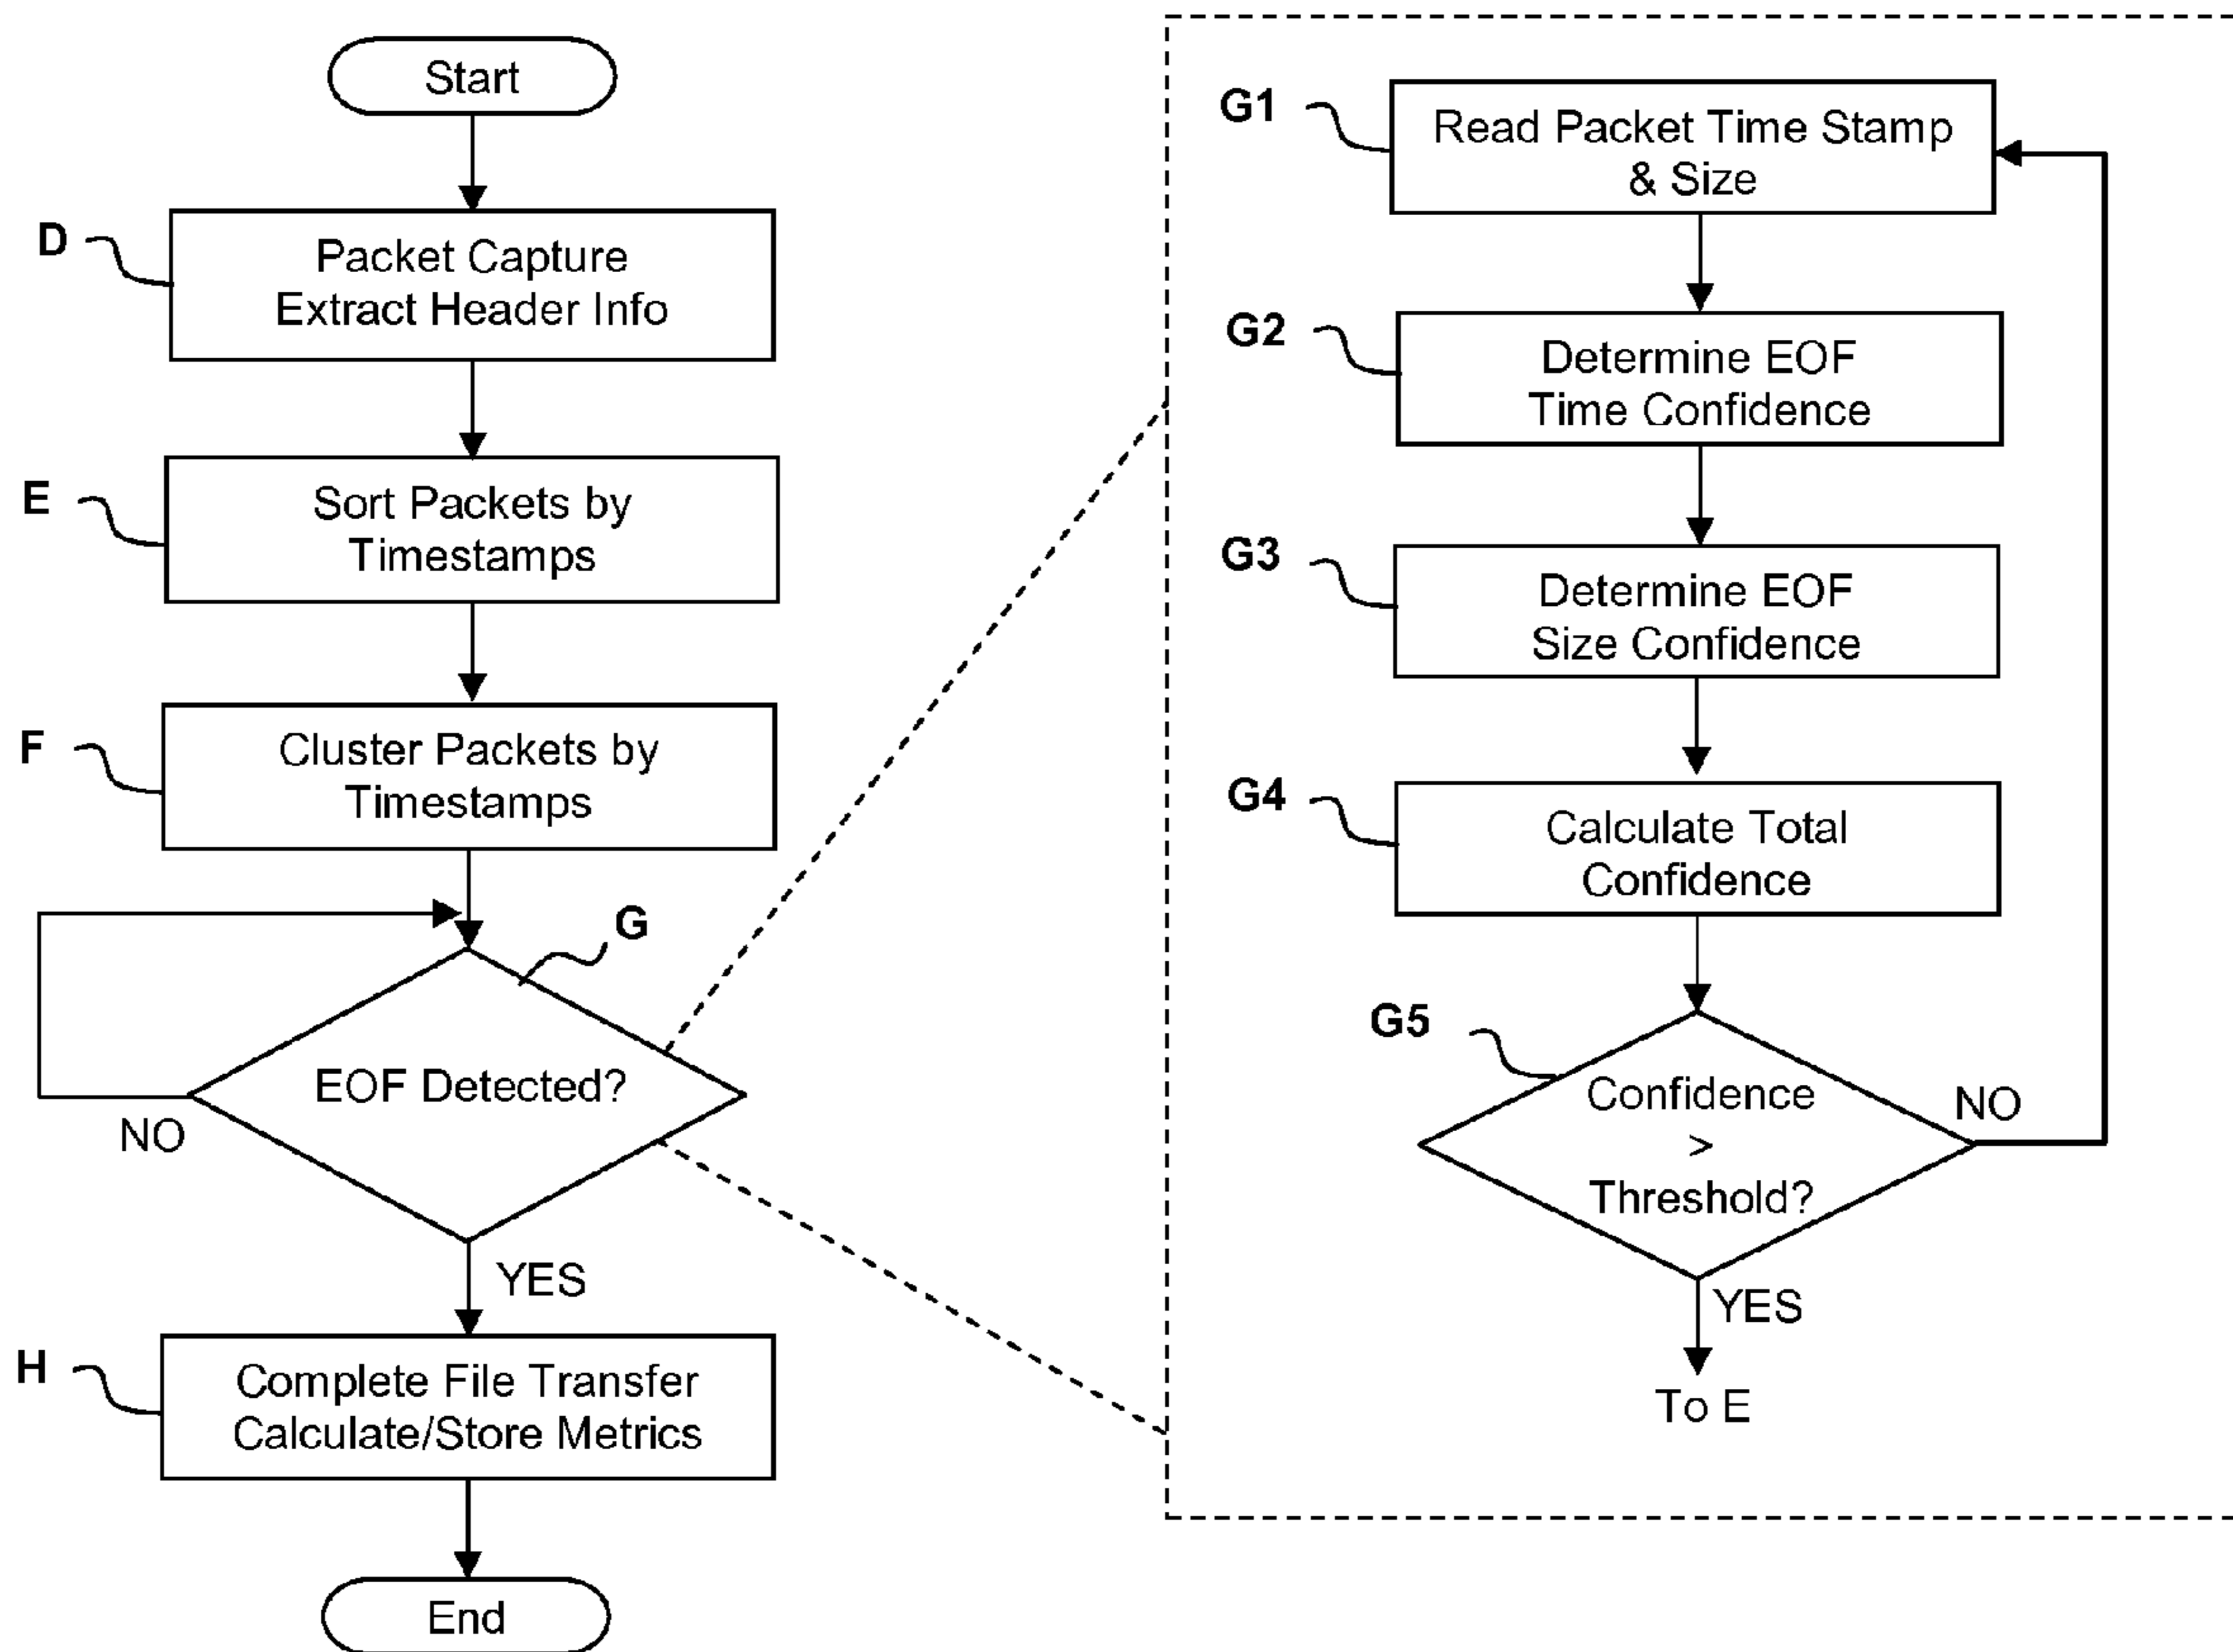 Start
D
Packet Capture
Extract Header Info
E
Sort Packets by
Timestamps
F
Cluster Packets by
Timestamps
G
EOF Detected?
NO
YES
H
Complete File Transfer
Calculate/Store Metrics
End
G1
Read Packet Time Stamp
& Size
G2
Determine EOF
Time Confidence
G3
Determine EOF
Size Confidence
G4
Calculate Total
Confidence
G5
Confidence
>
Threshold?
NO
YES
To E